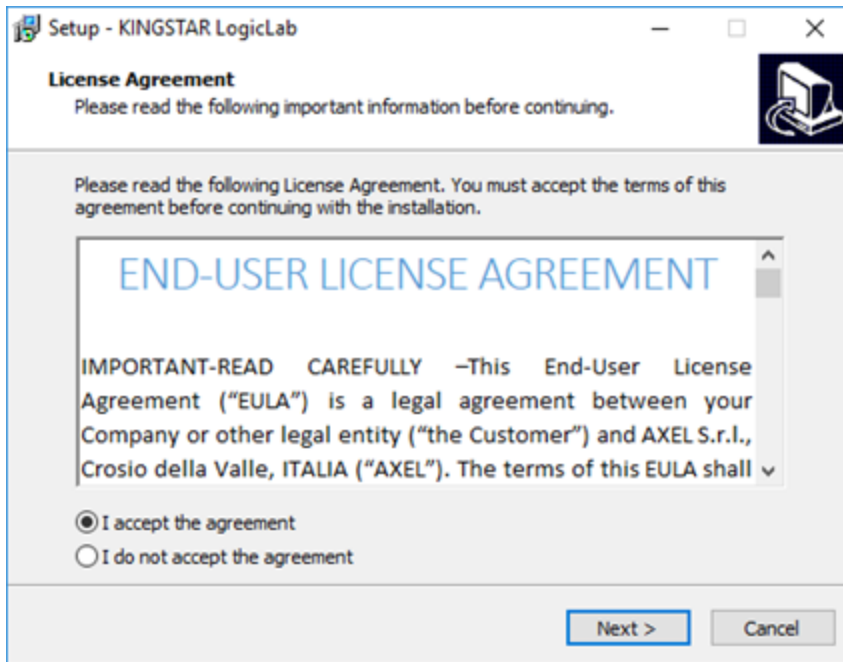 Setup - KINGSTAR LogicLab
License Agreement
Please read the following important information before continuing.
Please read the following License Agreement. You must accept the terms of this
agreement before continuing with the installation.
END-USER LICENSE AGREEMENT
IMPORTANT-READ CAREFULLY –This End-User License
Agreement (“EULA”) is a legal agreement between your
Company or other legal entity (“the Customer”) and AXEL S.r.l.,
Crosio della Valle, ITALIA (“AXEL”). The terms of this EULA shall
I accept the agreement
I do not accept the agreement
Next >
Cancel